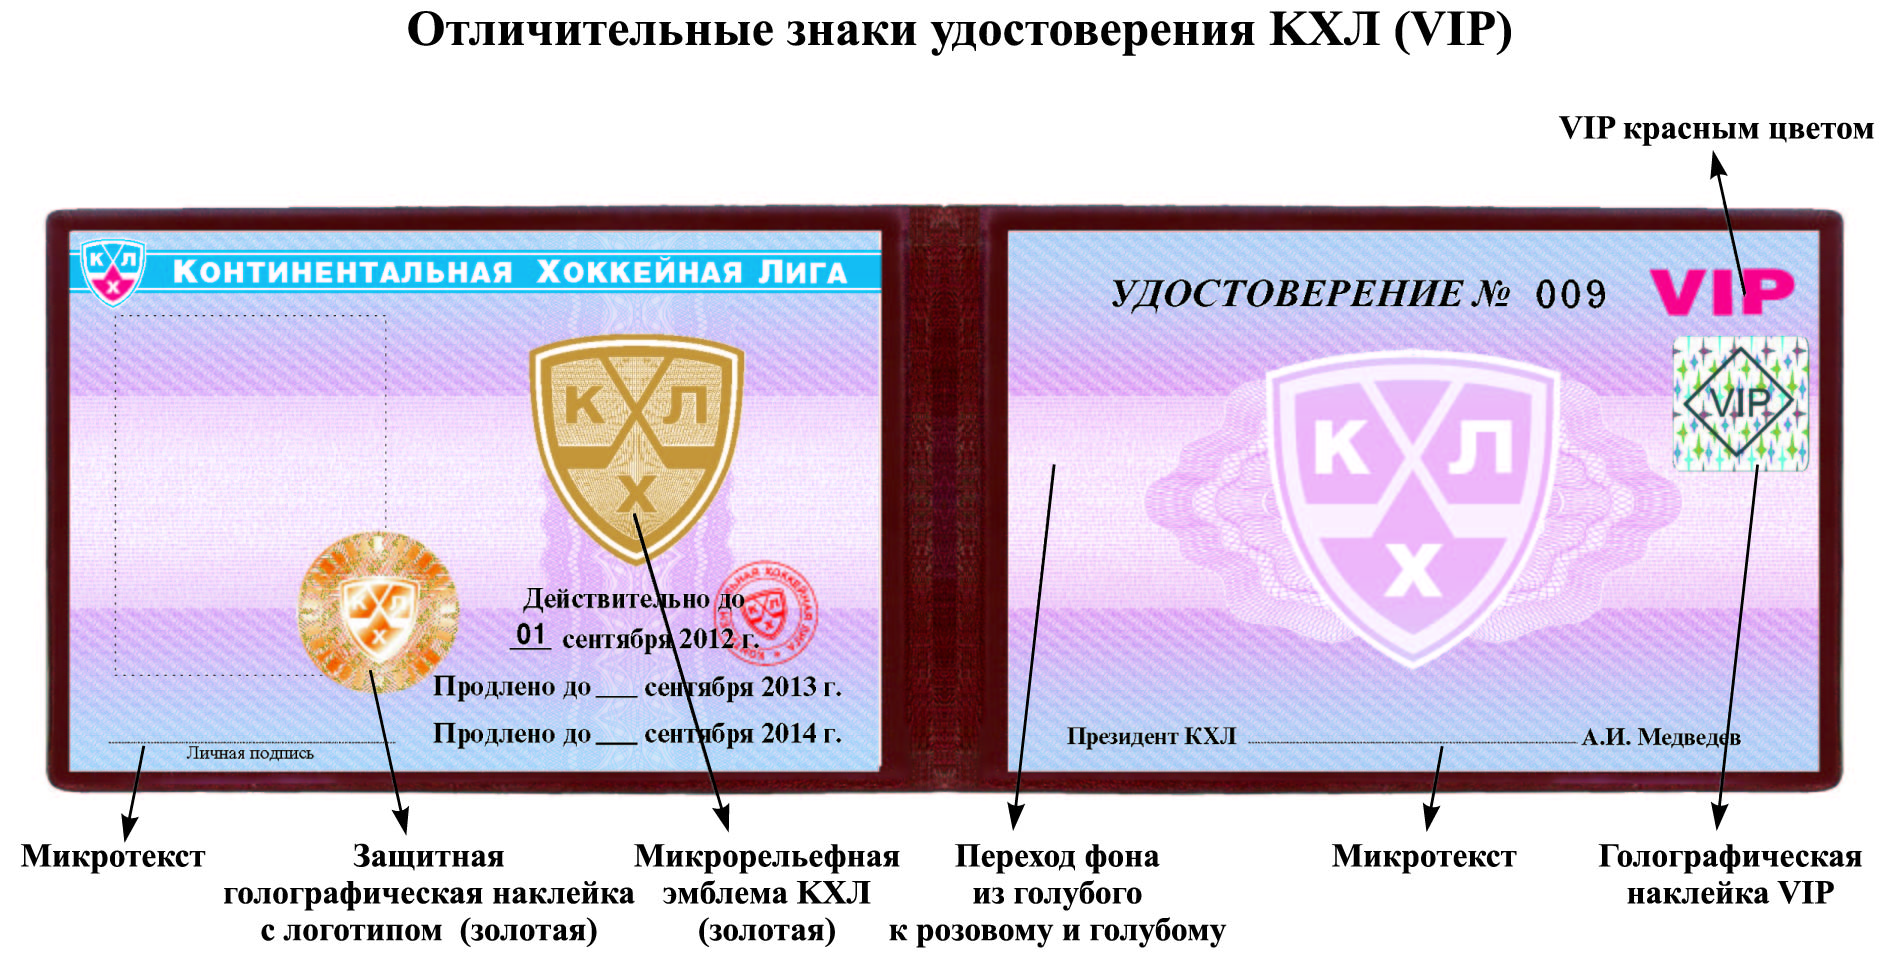 Отличительные знаки удостоверения КХЛ (VIP)
VIP красным цветом
КХЛ
Континентальная Хоккейная Лига
УДОСТОВЕРЕНИЕ № 009
VIP
КХЛ
Х
КХЛ
Х
VIP
КХЛ
Х
Действительно до
01 сентября 2012 г.
Продлено до ___ сентября 2013 г.
Продлено до ___ сентября 2014 г.
Личная подпись
Президент КХЛ
А.И. Медведев
Микротекст
Защитная
голографическая наклейка
с логотипом (золотая)
Микрорельефная
эмблема КХЛ
(золотая)
Переход фона
из голубого
к розовому и голубому
Микротекст
Голографическая
наклейка VIP